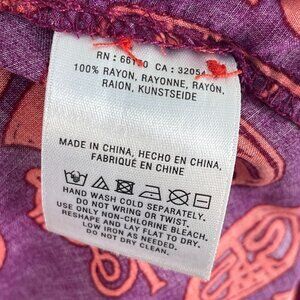 RN : 66170 CA : 32054
100% RAYON, RAYONNE, RAYÓN,
RAION, KUNSTSEIDE
MADE IN CHINA, HECHO EN CHINA,
FABRIQUÉ EN CHINE
HAND WASH COLD SEPARATELY.
DO NOT WRING OR TWIST.
USE ONLY NON-CHLORINE BLEACH.
RESHAPE AND LAY FLAT TO DRY.
LOW IRON AS NEEDED.
DO NOT DRY CLEAN.